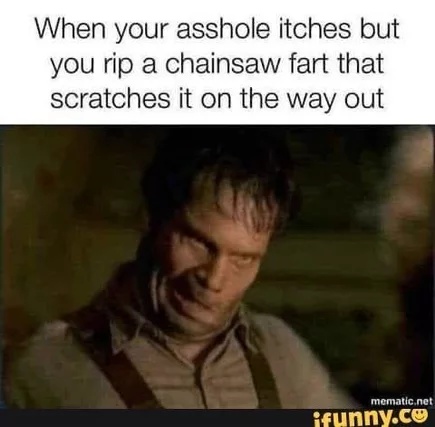 When your asshole itches but
you rip a chainsaw fart that
scratches it on the way out
mematic.net
ifunny.co